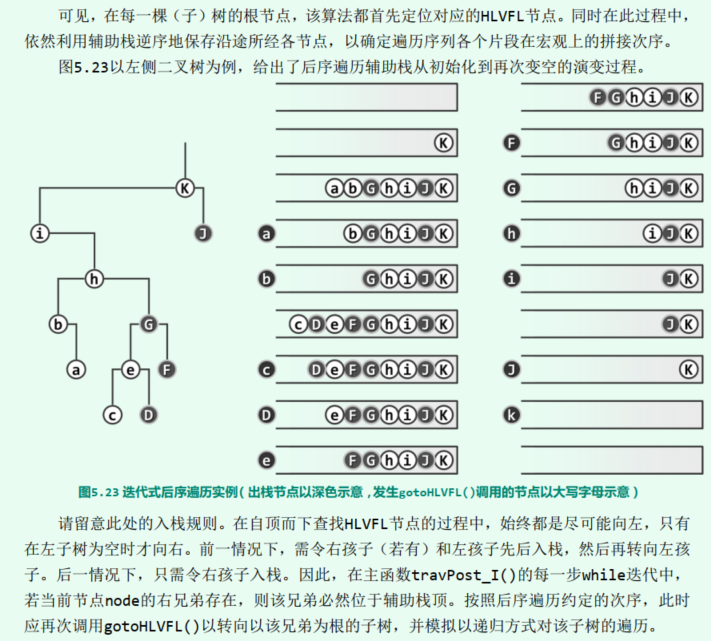 可见，在每一棵（子）树的根节点，该算法都首先定位对应的HLVFL节点。同时在此过程中，
依然利用辅助栈逆序地保存沿途所经各节点，以确定遍历序列各个片段在宏观上的拼接次序。
图5.23以左侧二叉树为例，给出了后序遍历辅助栈从初始化到再次变空的演变过程。
K
i J
h
b G
a e F
c D
K
abGhiJK
a bGhiJK
b GhiJK
cDeFGhiJK
c DeFGhiJK
D eFGhiJK
e FGhiJK
FGhiJK
F GhiJK
G hiJK
h iJK
i JK
JK
J K
k
图5.23 迭代式后序遍历实例（出栈节点以深色示意，发生gotoHLVFL()调用的节点以大写字母示意）
请留意此处的入栈规则。在自顶而下查找HLVFL节点的过程中，始终都是尽可能向左，只有
在左子树为空时才向右。前一情况下，需令右孩子（若有）和左孩子先后入栈，然后再转向左孩
子。后一情况下，只需令右孩子入栈。因此，在主函数travPost_I()的每一步while迭代中，
若当前节点node的右兄弟存在，则该兄弟必然位于辅助栈顶。按照后序遍历约定的次序，此时
应再次调用gotoHLVFL()以转向以该兄弟为根的子树，并模拟以递归方式对该子树的遍历。